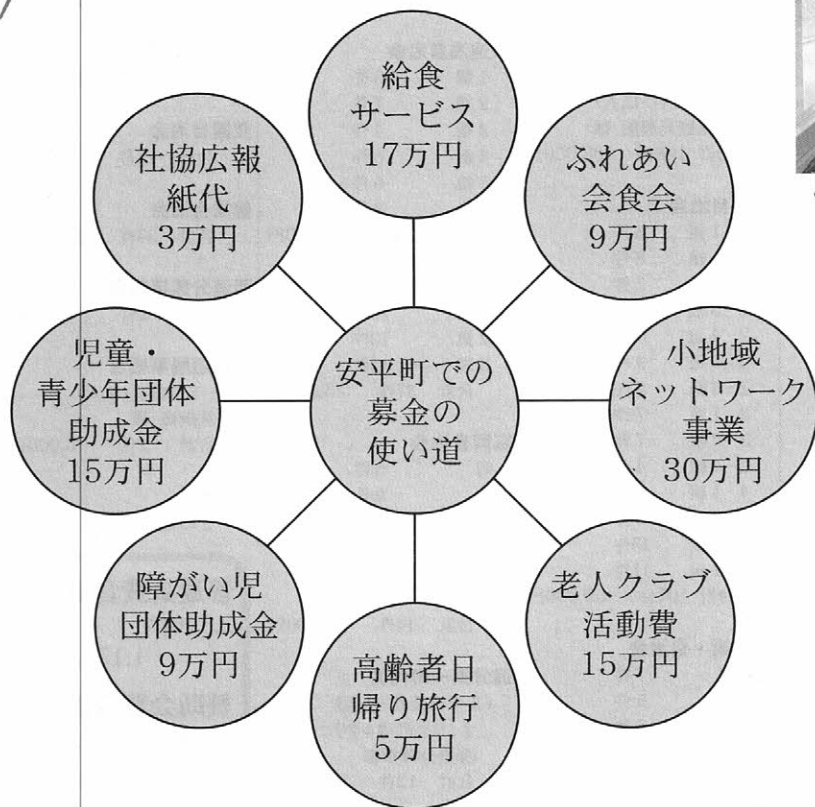 給食
サービス
17万円
ふれあい
会食会
9万円
小地域
ネットワーク
事業
30万円
老人クラブ
活動費
15万円
高齢者日
帰り旅行
5万円
障がい児
団体助成金
9万円
児童・
青少年団体
助成金
15万円
社協広報
紙代
3万円
安平町での
募金の
使い道